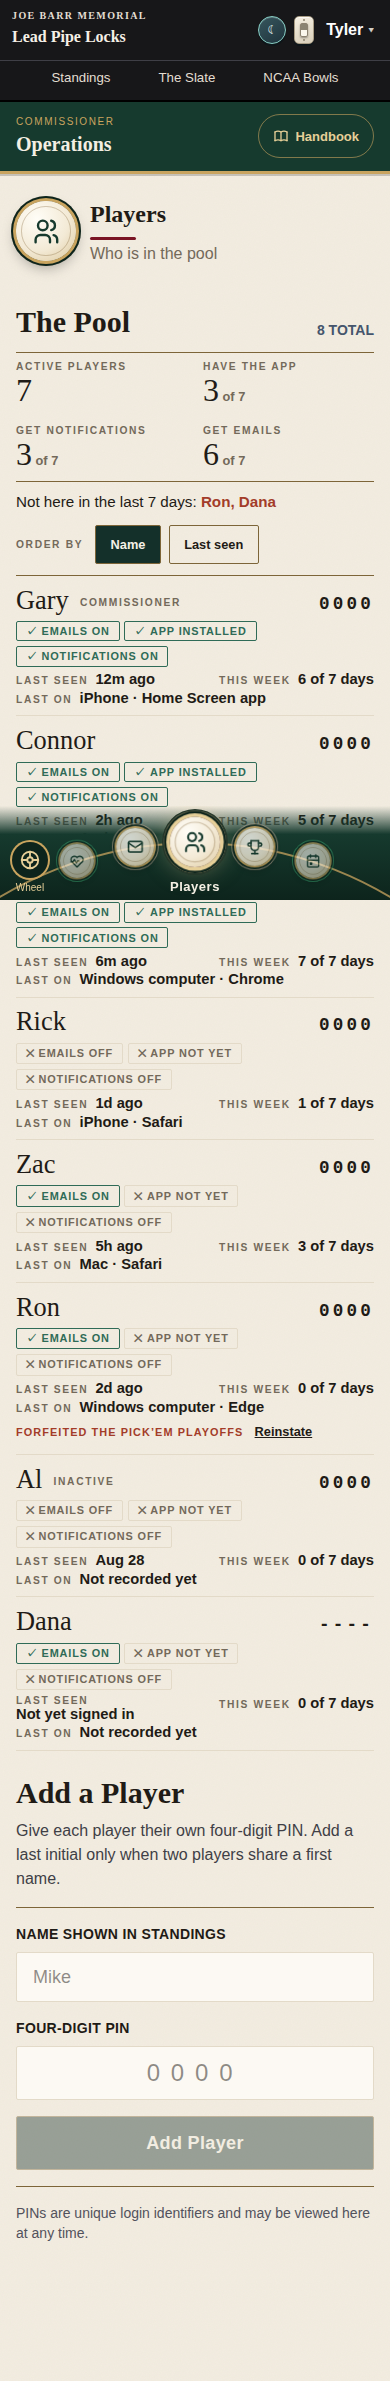 JOE BARR MEMORIAL
Lead Pipe Locks
Tyler
Standings The Slate NCAA Bowls
COMMISSIONER
Operations
Handbook
Players
Who is in the pool
The Pool 8 TOTAL
ACTIVE PLAYERS HAVE THE APP
7 3 of 7
GET NOTIFICATIONS GET EMAILS
3 of 7 6 of 7
Not here in the last 7 days: Ron, Dana
ORDER BY Name Last seen
Gary COMMISSIONER 0000
✓ EMAILS ON ✓ APP INSTALLED
✓ NOTIFICATIONS ON
LAST SEEN 12m ago THIS WEEK 6 of 7 days
LAST ON iPhone · Home Screen app
Connor 0000
✓ EMAILS ON ✓ APP INSTALLED
✓ NOTIFICATIONS ON
LAST SEEN 2h ago THIS WEEK 5 of 7 days
Wheel Players
✓ EMAILS ON ✓ APP INSTALLED
✓ NOTIFICATIONS ON
LAST SEEN 6m ago THIS WEEK 7 of 7 days
LAST ON Windows computer · Chrome
Rick 0000
✕ EMAILS OFF ✕ APP NOT YET
✕ NOTIFICATIONS OFF
LAST SEEN 1d ago THIS WEEK 1 of 7 days
LAST ON iPhone · Safari
Zac 0000
✓ EMAILS ON ✕ APP NOT YET
✕ NOTIFICATIONS OFF
LAST SEEN 5h ago THIS WEEK 3 of 7 days
LAST ON Mac · Safari
Ron 0000
✓ EMAILS ON ✕ APP NOT YET
✕ NOTIFICATIONS OFF
LAST SEEN 2d ago THIS WEEK 0 of 7 days
LAST ON Windows computer · Edge
FORFEITED THE PICK'EM PLAYOFFS Reinstate
Al INACTIVE 0000
✕ EMAILS OFF ✕ APP NOT YET
✕ NOTIFICATIONS OFF
LAST SEEN Aug 28 THIS WEEK 0 of 7 days
LAST ON Not recorded yet
Dana ----
✓ EMAILS ON ✕ APP NOT YET
✕ NOTIFICATIONS OFF
LAST SEEN
Not yet signed in THIS WEEK 0 of 7 days
LAST ON Not recorded yet
Add a Player
Give each player their own four-digit PIN. Add a
last initial only when two players share a first
name.
NAME SHOWN IN STANDINGS
Mike
FOUR-DIGIT PIN
0000
Add Player
PINs are unique login identifiers and may be viewed here
at any time.